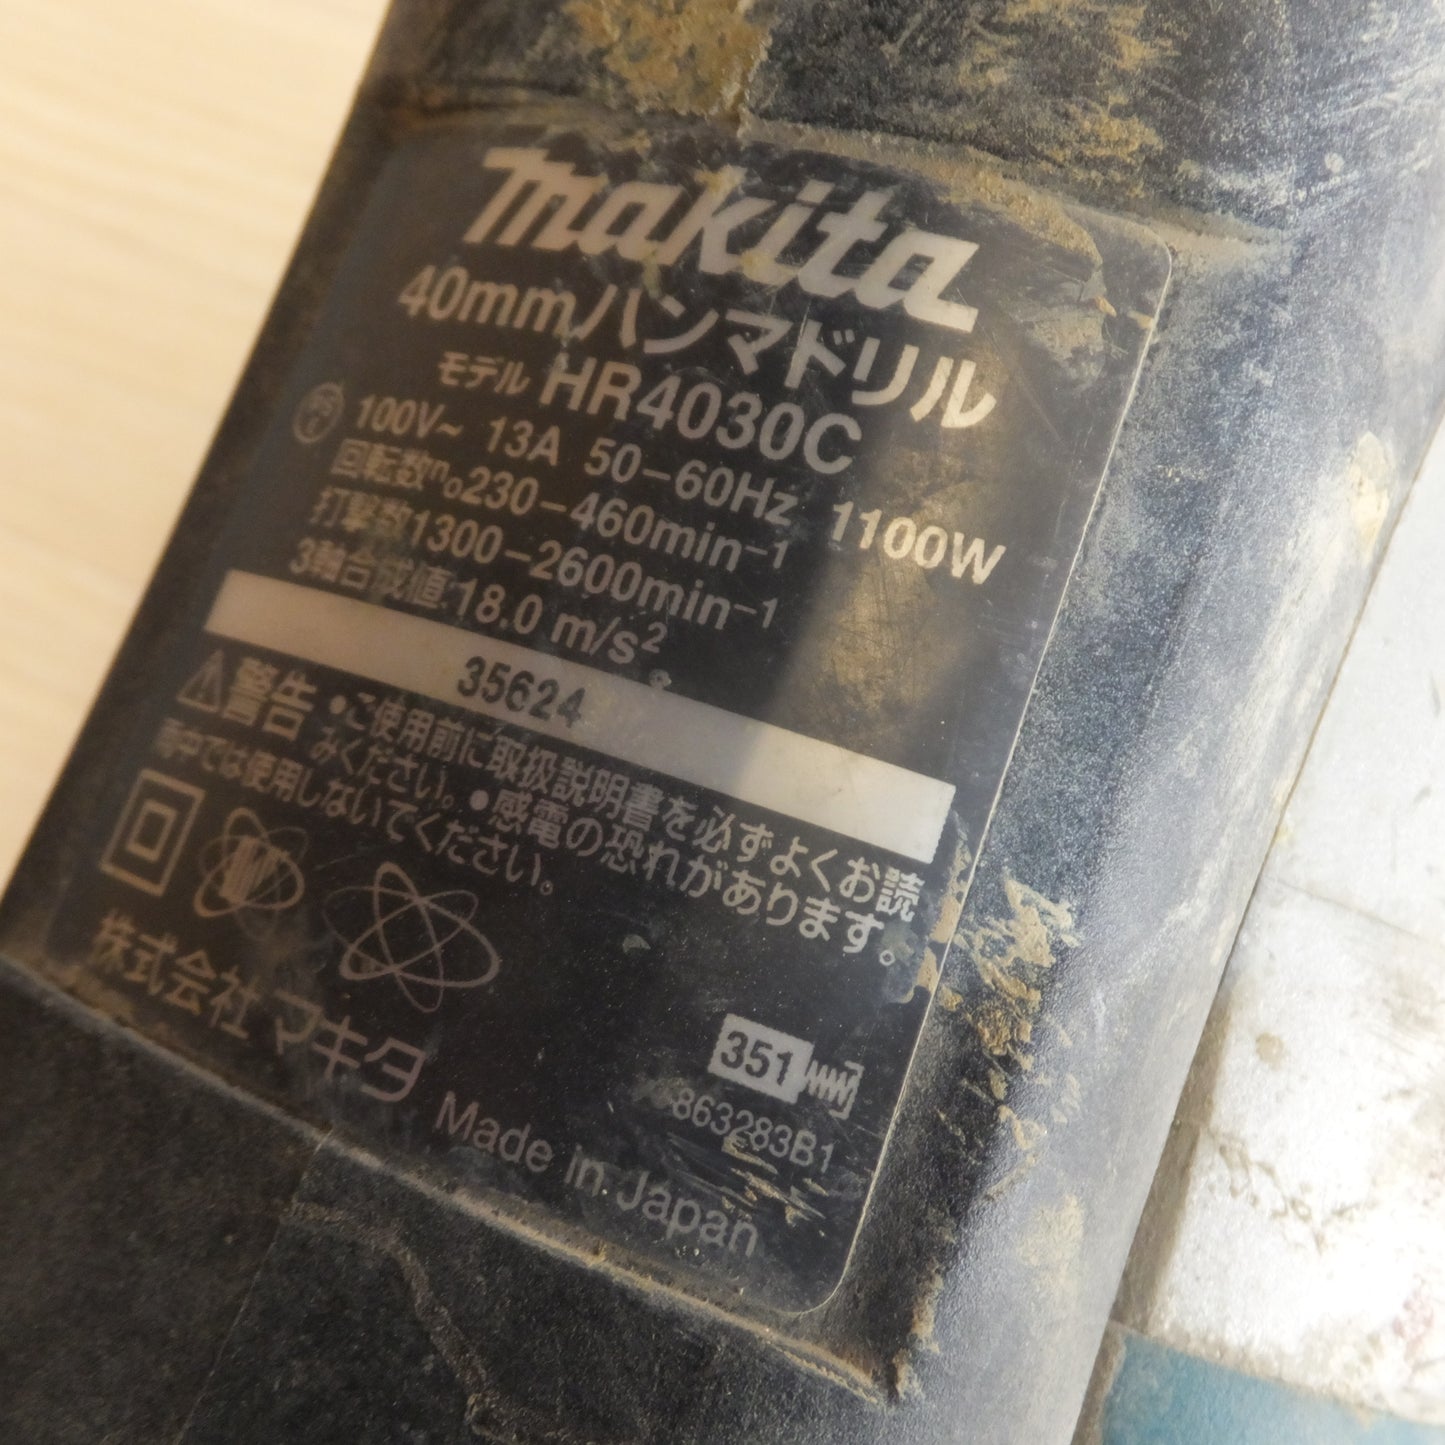 makita
40mmハンマドリル
モデル HR4030C
PS E 100V~ 13A 50-60Hz 1100W
回転数n₀230-460min⁻¹
打撃数1300-2600min⁻¹
3軸合成値18.0 m/s²
35624
警告 •ご使用前に取扱説明書を必ずよくお読
みください。•感電の恐れがあります。
雨中では使用しないでください。
株式会社マキタ
351
863283B1
Made in Japan